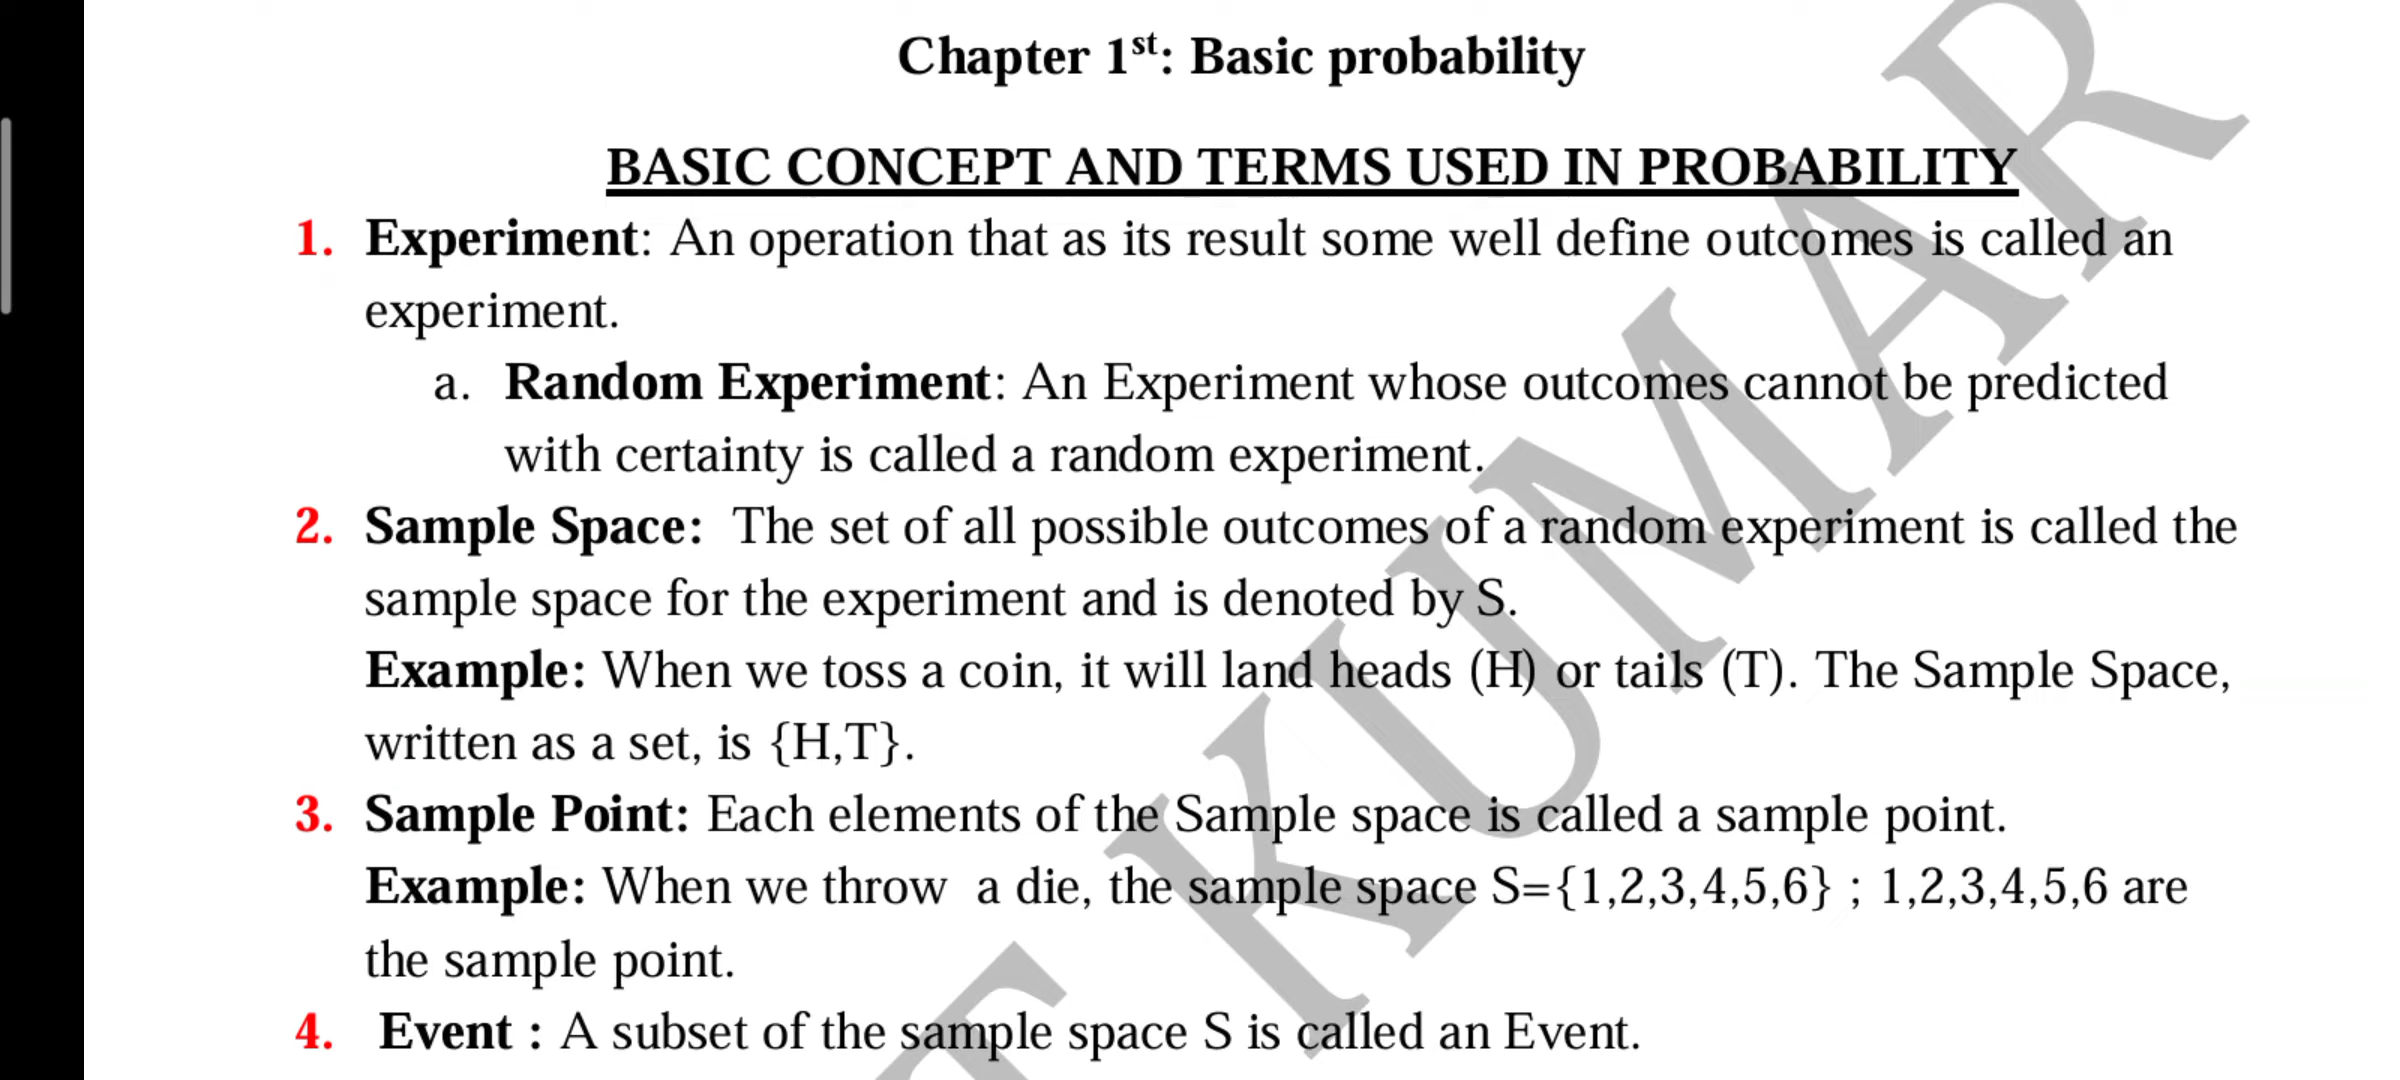 Chapter 1st: Basic probability
BASIC CONCEPT AND TERMS USED IN PROBABILITY
1. Experiment: An operation that as its result some well define outcomes is called an
experiment.
a. Random Experiment: An Experiment whose outcomes cannot be predicted
with certainty is called a random experiment.
2. Sample Space: The set of all possible outcomes of a random experiment is called the
sample space for the experiment and is denoted by S.
Example: When we toss a coin, it will land heads (H) or tails (T). The Sample Space,
written as a set, is {H,T}.
3. Sample Point: Each elements of the Sample space is called a sample point.
Example: When we throw a die, the sample space S={1,2,3,4,5,6} ; 1,2,3,4,5,6 are
the sample point.
4. Event : A subset of the sample space S is called an Event.
KUMAR